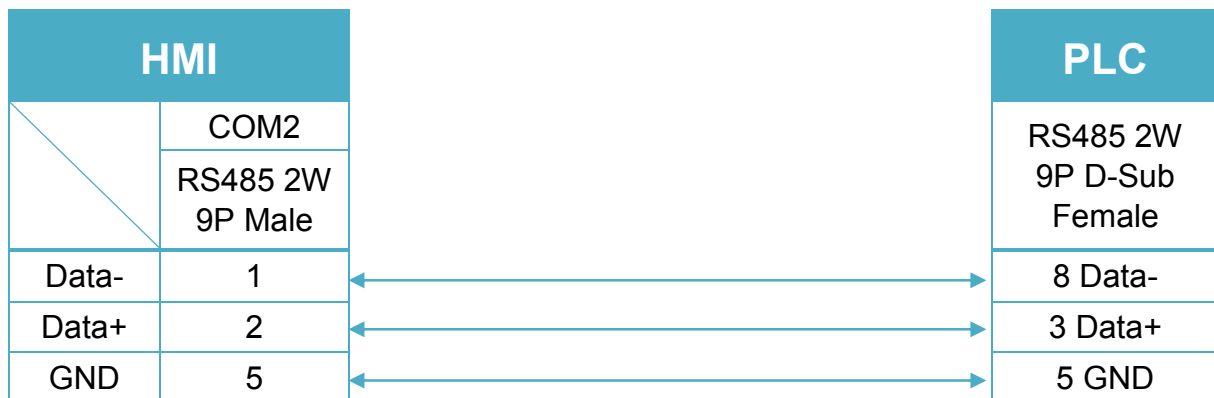 HMI
PLC
COM2
RS485 2W
9P Male
RS485 2W
9P D-Sub
Female
Data- 1 8 Data-
Data+ 2 3 Data+
GND 5 5 GND